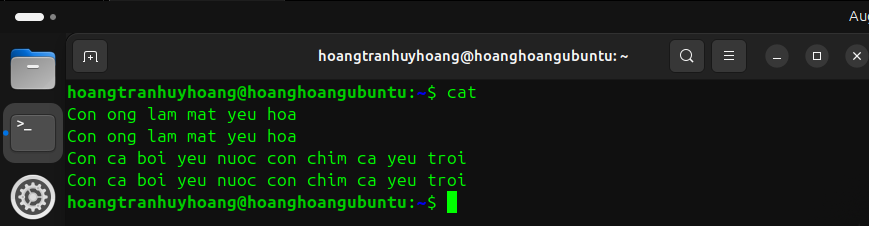 Aug
hoangtranhuyhoang@hoanghoangubuntu: ~
hoangtranhuyhoang@hoanghoangubuntu:~$ cat
Con ong lam mat yeu hoa
Con ong lam mat yeu hoa
Con ca boi yeu nuoc con chim ca yeu troi
Con ca boi yeu nuoc con chim ca yeu troi
hoangtranhuyhoang@hoanghoangubuntu:~$